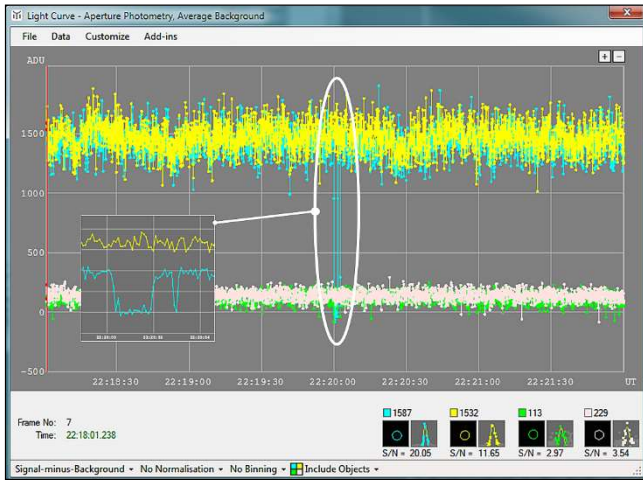 Light Curve - Aperture Photometry, Average Background
File Data Customize Add-ins
ADU
+ -
1500
1000
500
0
-500
22:18:30 22:19:00 22:19:30 22:20:00 22:20:30 22:21:00 22:21:30 UT
Frame No: 7
Time: 22:18:01.238
1587 1532 113 229
S/N = 20.05 S/N = 11.65 S/N = 2.97 S/N = 3.54
Signal-minus-Background No Normalisation No Binning Include Objects